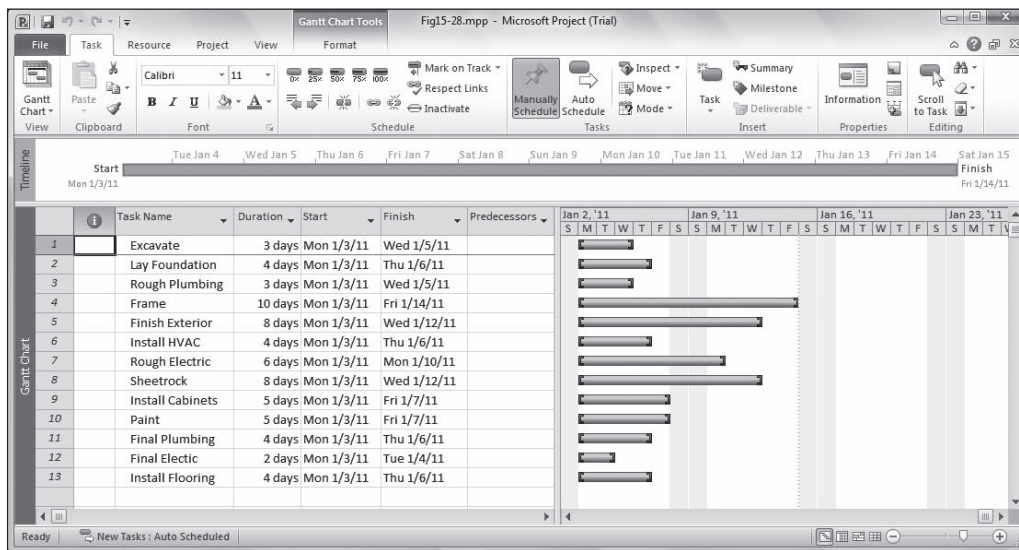 Gantt Chart Tools
Fig15-28.mpp - Microsoft Project (Trial)
File Task Resource Project View Format
Gantt Chart
View
Paste
Clipboard
Calibri 11
B I U A
Font
0% 25% 50% 75% 100%
Mark on Track
Respect Links
Inactivate
Schedule
Manually Schedule
Auto Schedule
Inspect
Move
Mode
Tasks
Task
Summary
Milestone
Deliverable
Insert
Information
Properties
Scroll to Task
Editing
Timeline
Tue Jan 4 Wed Jan 5 Thu Jan 6 Fri Jan 7 Sat Jan 8 Sun Jan 9 Mon Jan 10 Tue Jan 11 Wed Jan 12 Thu Jan 13 Fri Jan 14 Sat Jan 15
Start
Mon 1/3/11
Finish
Fri 1/14/11
Gantt Chart
Task Name Duration Start Finish Predecessors
Jan 2, '11 Jan 9, '11 Jan 16, '11 Jan 23, '11
S M T W T F S S M T W T F S S M T W T F S S M T W
1 Excavate 3 days Mon 1/3/11 Wed 1/5/11
2 Lay Foundation 4 days Mon 1/3/11 Thu 1/6/11
3 Rough Plumbing 3 days Mon 1/3/11 Wed 1/5/11
4 Frame 10 days Mon 1/3/11 Fri 1/14/11
5 Finish Exterior 8 days Mon 1/3/11 Wed 1/12/11
6 Install HVAC 4 days Mon 1/3/11 Thu 1/6/11
7 Rough Electric 6 days Mon 1/3/11 Mon 1/10/11
8 Sheetrock 8 days Mon 1/3/11 Wed 1/12/11
9 Install Cabinets 5 days Mon 1/3/11 Fri 1/7/11
10 Paint 5 days Mon 1/3/11 Fri 1/7/11
11 Final Plumbing 4 days Mon 1/3/11 Thu 1/6/11
12 Final Electic 2 days Mon 1/3/11 Tue 1/4/11
13 Install Flooring 4 days Mon 1/3/11 Thu 1/6/11
Ready New Tasks : Auto Scheduled